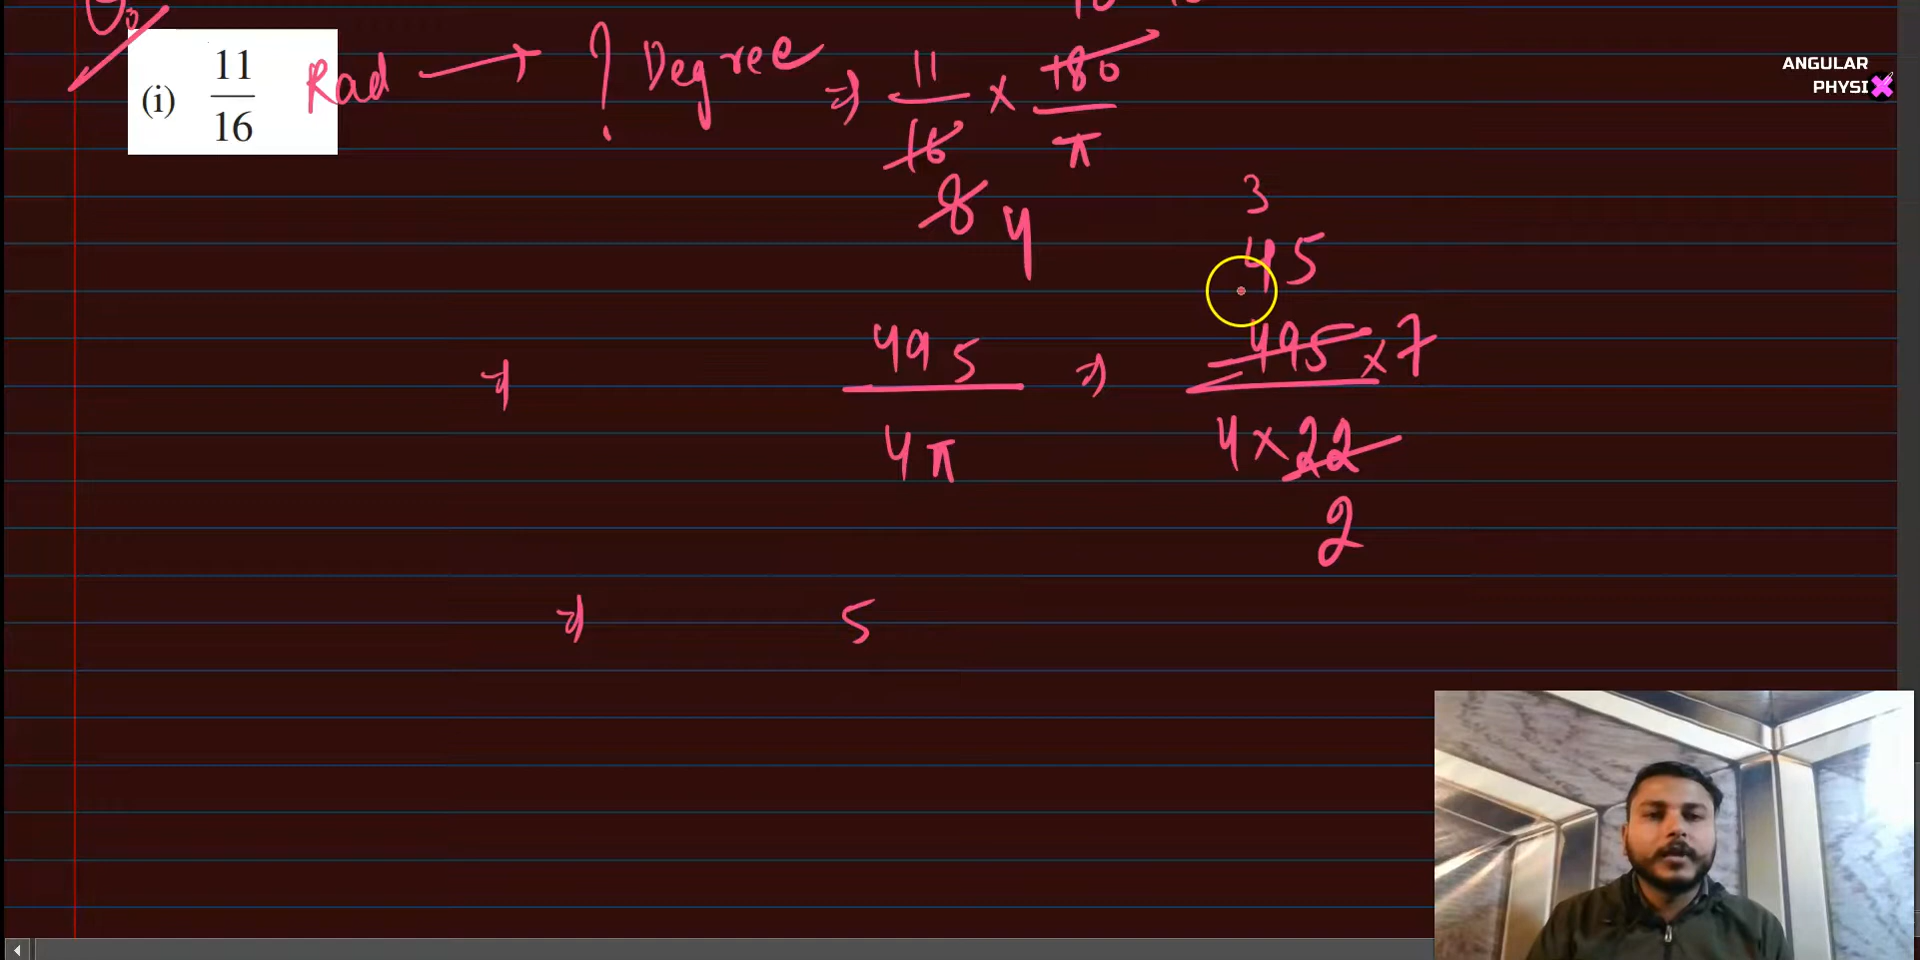 ANGULAR
PHYSI
(i) 11/16 Rad → ? Degree ⇒ 11/16 × 180/π
8 4
3
45
⇒ 495/4π ⇒ 495 × 7/4 × 22
2
⇒ 5